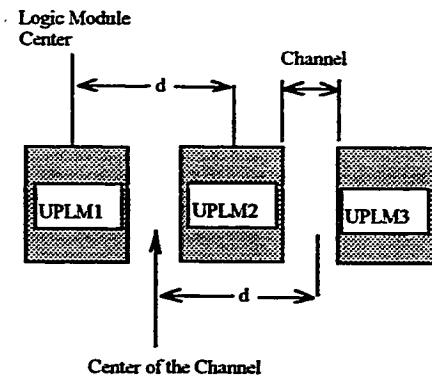 Logic Module
Center
Channel
d
UPLM1
UPLM2
UPLM3
d
Center of the Channel